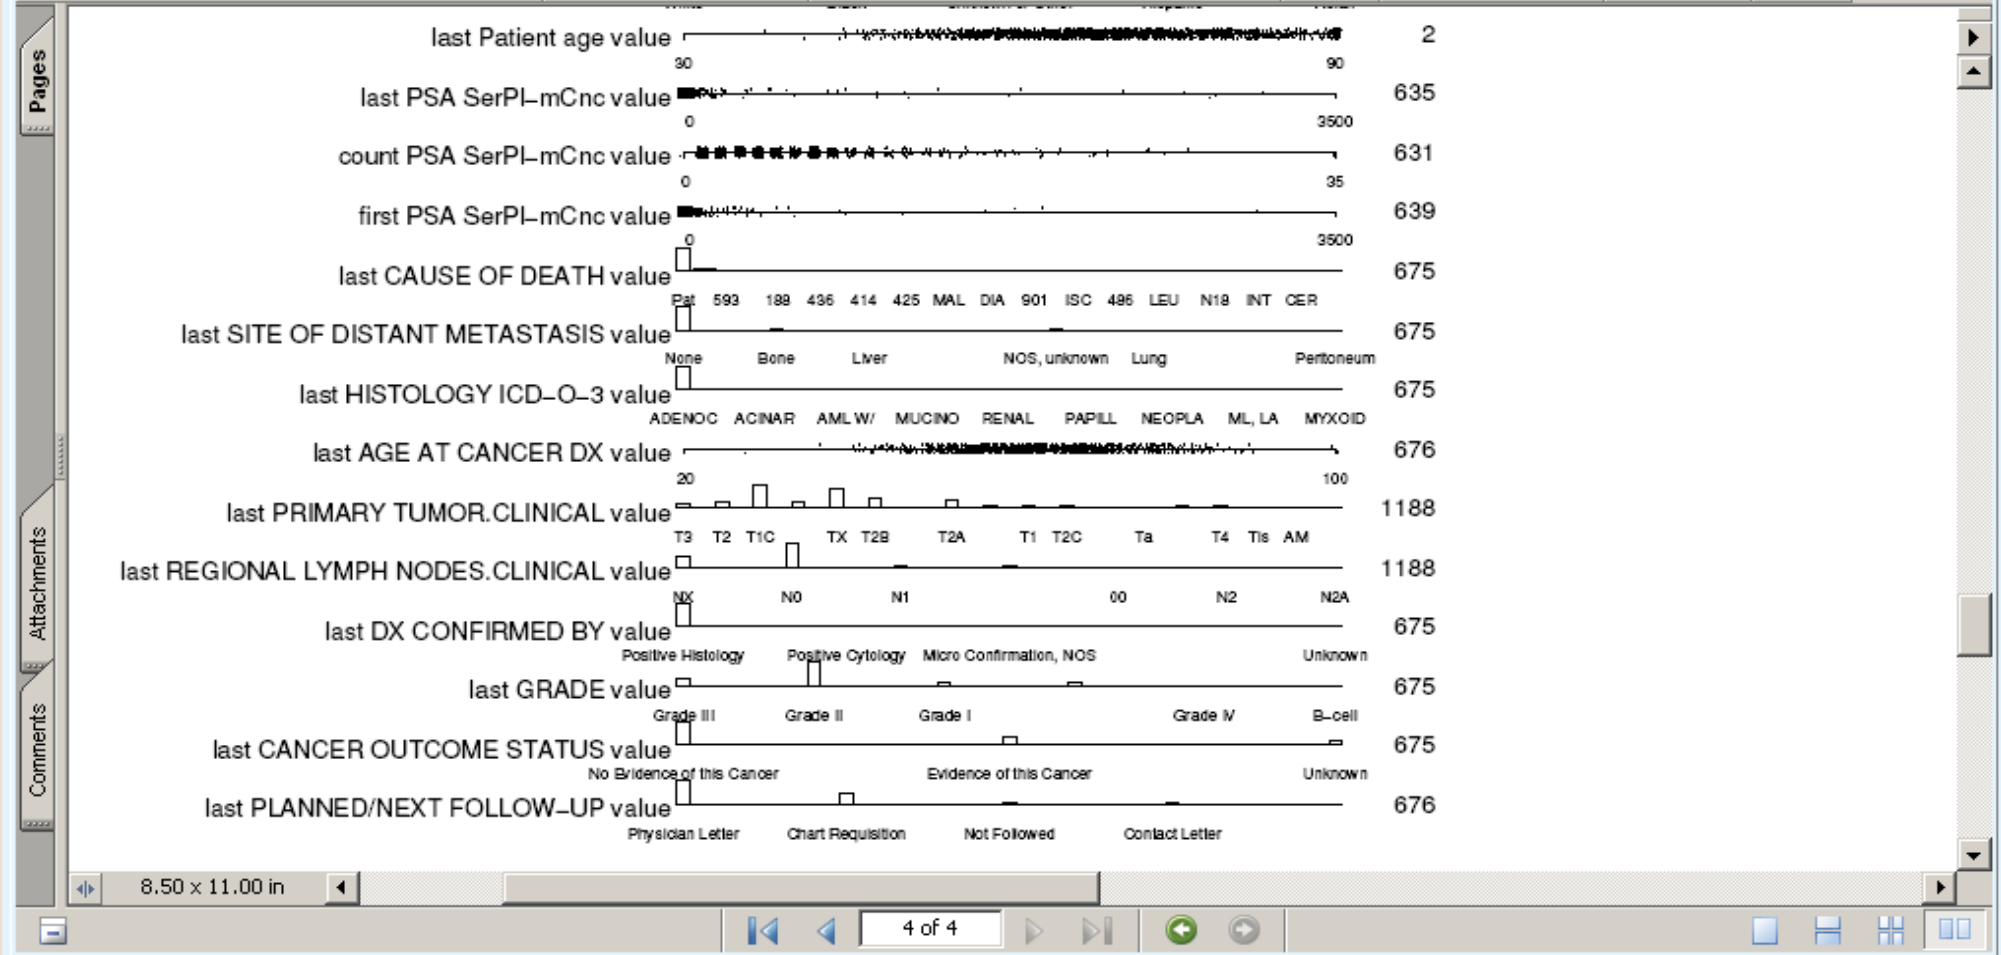 last Patient age value 2
30 90
last PSA SerPl-mCnc value 635
0 3500
count PSA SerPl-mCnc value 631
0 35
first PSA SerPl-mCnc value 639
0 3500
last CAUSE OF DEATH value 675
Pat 593 188 436 414 425 MAL DIA 901 ISC 486 LEU N18 INT CER
last SITE OF DISTANT METASTASIS value 675
None Bone Liver NOS, unknown Lung Peritoneum
last HISTOLOGY ICD-O-3 value 675
ADENOC ACINAR AML W/ MUCINO RENAL PAPILL NEOPLA ML, LA MYXOID
last AGE AT CANCER DX value 676
20 100
last PRIMARY TUMOR.CLINICAL value 1188
T3 T2 T1C TX T2B T2A T1 T2C Ta T4 Tis AM
last REGIONAL LYMPH NODES.CLINICAL value 1188
NX N0 N1 00 N2 N2A
last DX CONFIRMED BY value 675
Positive Histology Positive Cytology Micro Confirmation, NOS Unknown
last GRADE value 675
Grade III Grade II Grade I Grade IV B-cell
last CANCER OUTCOME STATUS value 675
No Evidence of this Cancer Evidence of this Cancer Unknown
last PLANNED/NEXT FOLLOW-UP value 676
Physician Letter Chart Requisition Not Followed Contact Letter
Pages
Attachments
Comments
8.50 x 11.00 in
4 of 4